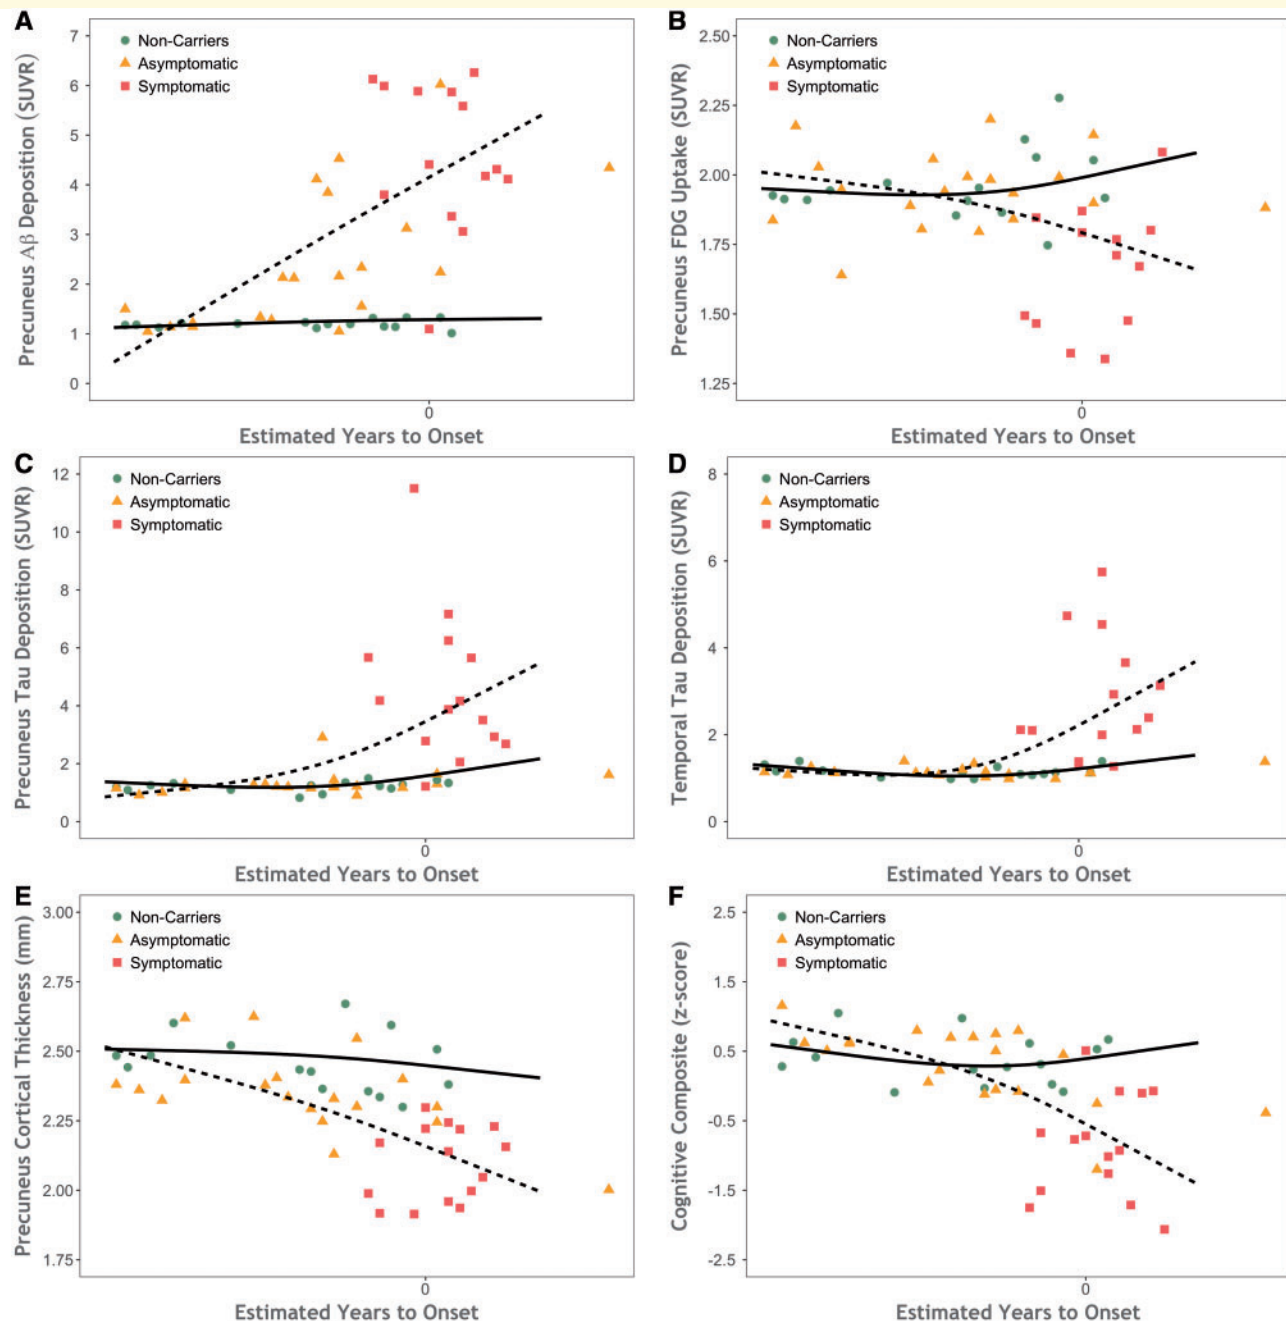 A
Precuneus Aβ Deposition (SUVR)
7
6
5
4
3
2
1
0
Non-Carriers
Asymptomatic
Symptomatic
0
Estimated Years to Onset
B
Precuneus FDG Uptake (SUVR)
2.50
2.25
2.00
1.75
1.50
1.25
Non-Carriers
Asymptomatic
Symptomatic
0
Estimated Years to Onset
C
Precuneus Tau Deposition (SUVR)
12
10
8
6
4
2
0
Non-Carriers
Asymptomatic
Symptomatic
0
Estimated Years to Onset
D
Temporal Tau Deposition (SUVR)
8
6
4
2
0
Non-Carriers
Asymptomatic
Symptomatic
0
Estimated Years to Onset
E
Precuneus Cortical Thickness (mm)
3.00
2.75
2.50
2.25
2.00
1.75
Non-Carriers
Asymptomatic
Symptomatic
0
Estimated Years to Onset
F
Cognitive Composite (z-score)
2.5
1.5
0.5
-0.5
-1.5
-2.5
Non-Carriers
Asymptomatic
Symptomatic
0
Estimated Years to Onset